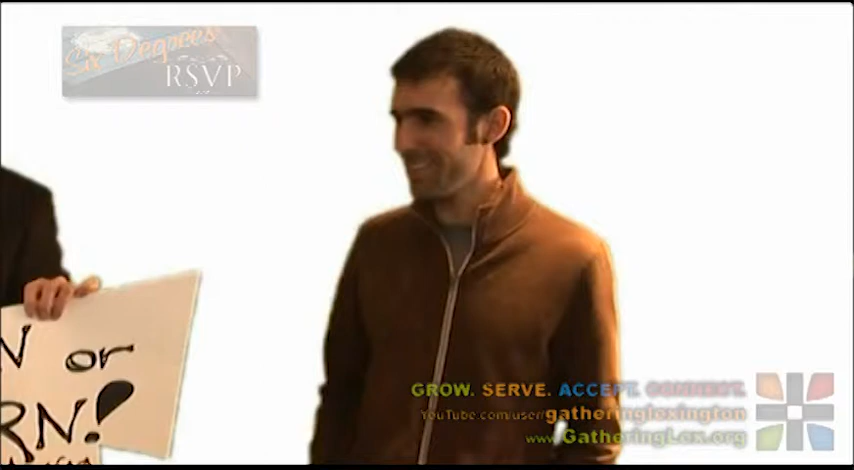 Six Degrees
RSVP
N or
RN!
GROW. SERVE. ACCEPT. CONNECT.
YouTube.com/user/gatheringlexington
www.GatheringLex.org